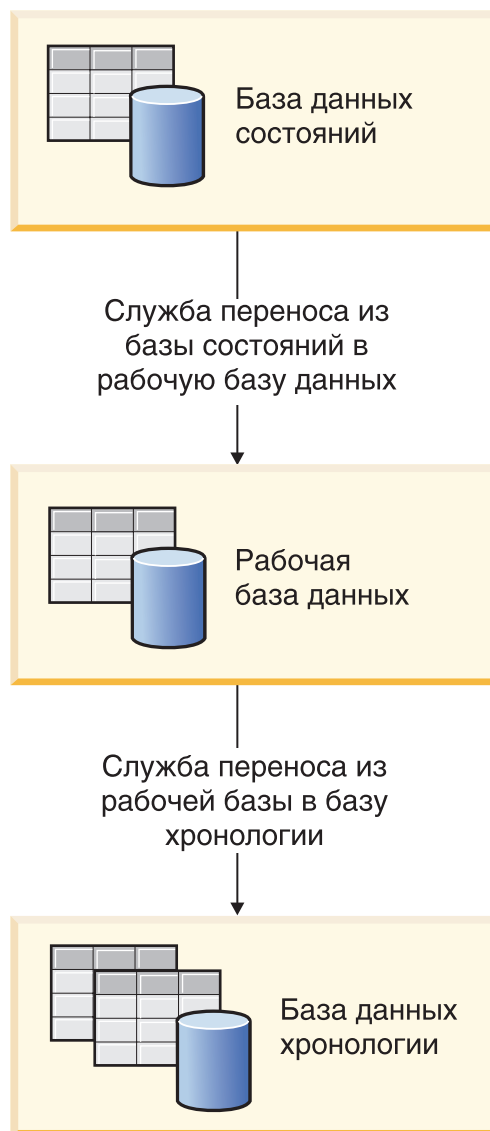 База данных
состояний
Служба переноса из
базы состояний в
рабочую базу данных
Рабочая
база данных
Служба переноса из
рабочей базы в базу
хронологии
База данных
хронологии